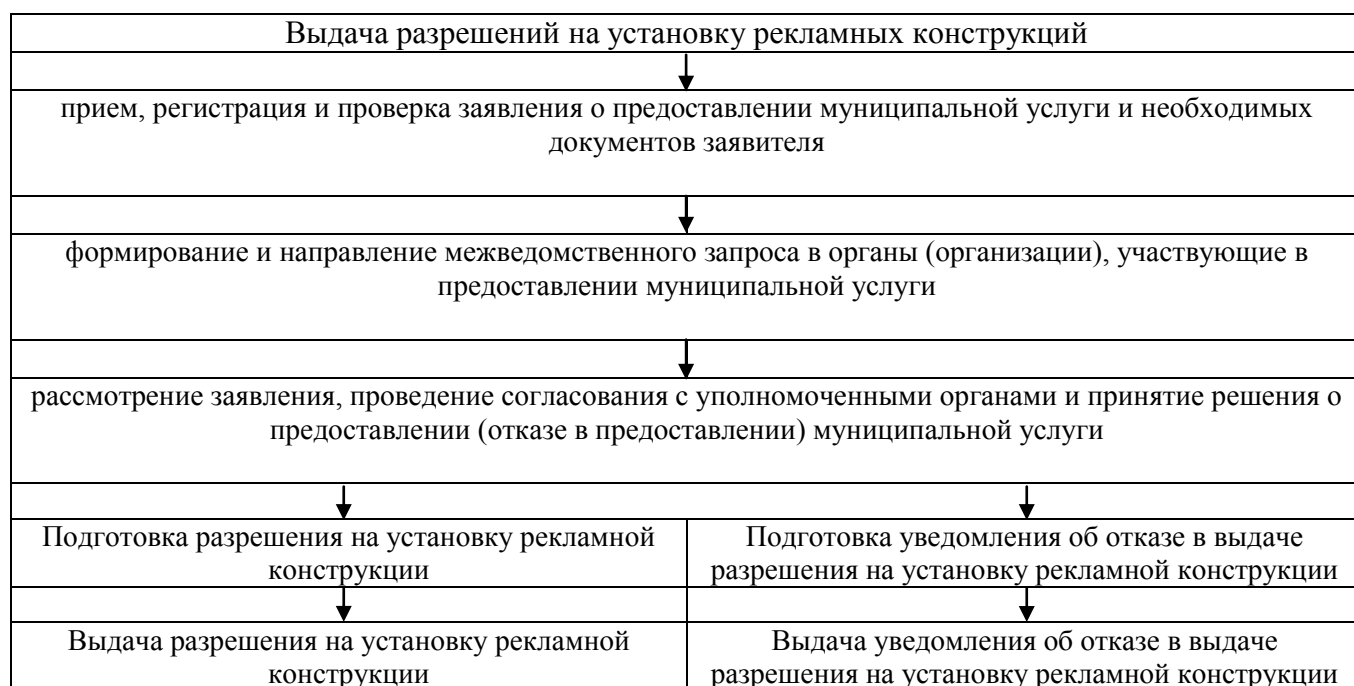 Выдача разрешений на установку рекламных конструкций
прием, регистрация и проверка заявления о предоставлении муниципальной услуги и необходимых
документов заявителя
формирование и направление межведомственного запроса в органы (организации), участвующие в
предоставлении муниципальной услуги
рассмотрение заявления, проведение согласования с уполномоченными органами и принятие решения о
предоставлении (отказе в предоставлении) муниципальной услуги
Подготовка разрешения на установку рекламной
конструкции
Подготовка уведомления об отказе в выдаче
разрешения на установку рекламной конструкции
Выдача разрешения на установку рекламной
конструкции
Выдача уведомления об отказе в выдаче
разрешения на установку рекламной конструкции